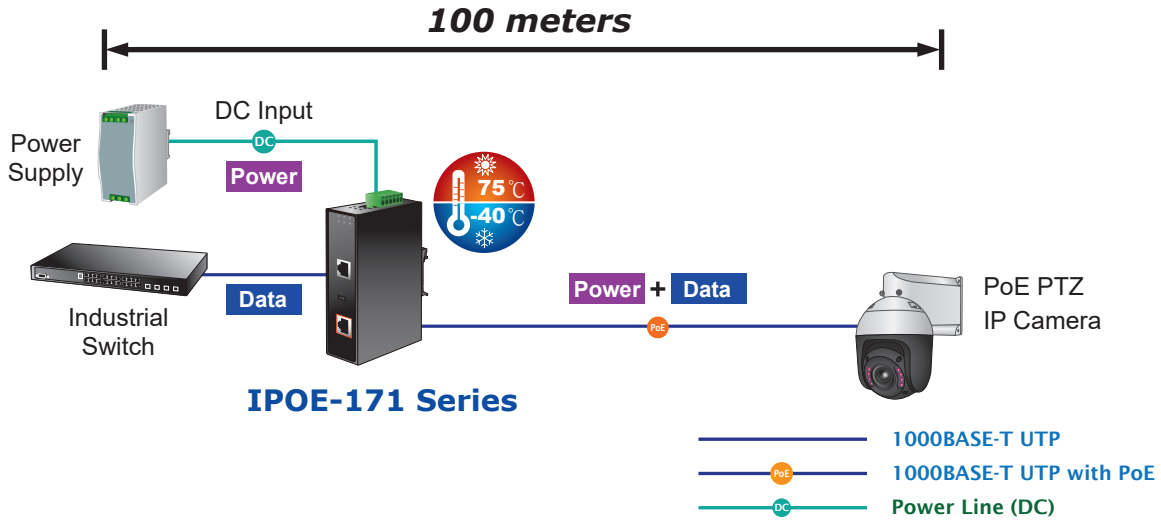 100 meters
DC Input
Power
Supply
DC
Power
75℃
-40℃
Industrial
Switch
Data
Power + Data
PoE
PoE PTZ
IP Camera
IPOE-171 Series
1000BASE-T UTP
PoE 1000BASE-T UTP with PoE
DC Power Line (DC)